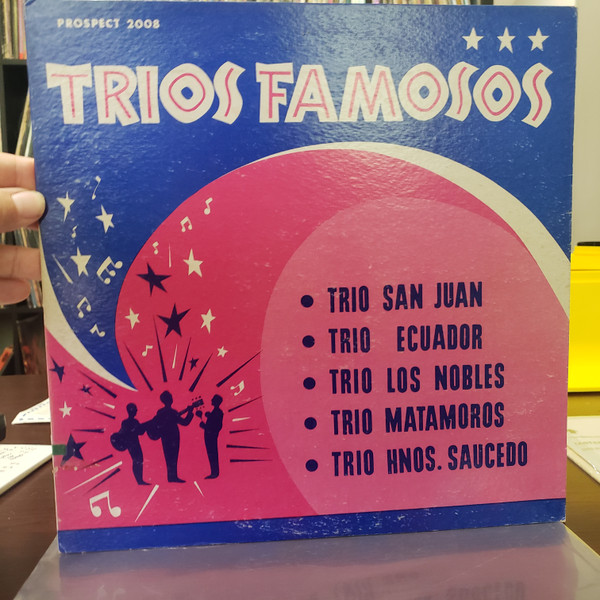 PROSPECT 2008
TRIOS FAMOSOS
• TRIO SAN JUAN
• TRIO ECUADOR
• TRIO LOS NOBLES
• TRIO MATAMOROS
• TRIO HNOS. SAUCEDO